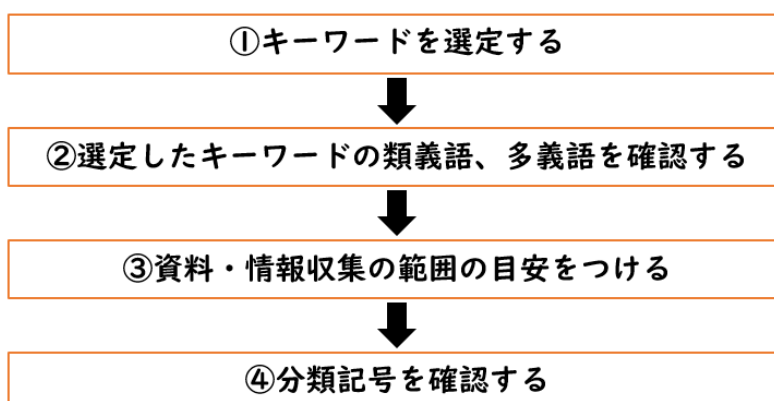 ①キーワードを選定する
②選定したキーワードの類義語、多義語を確認する
③資料・情報収集の範囲の目安をつける
④分類記号を確認する